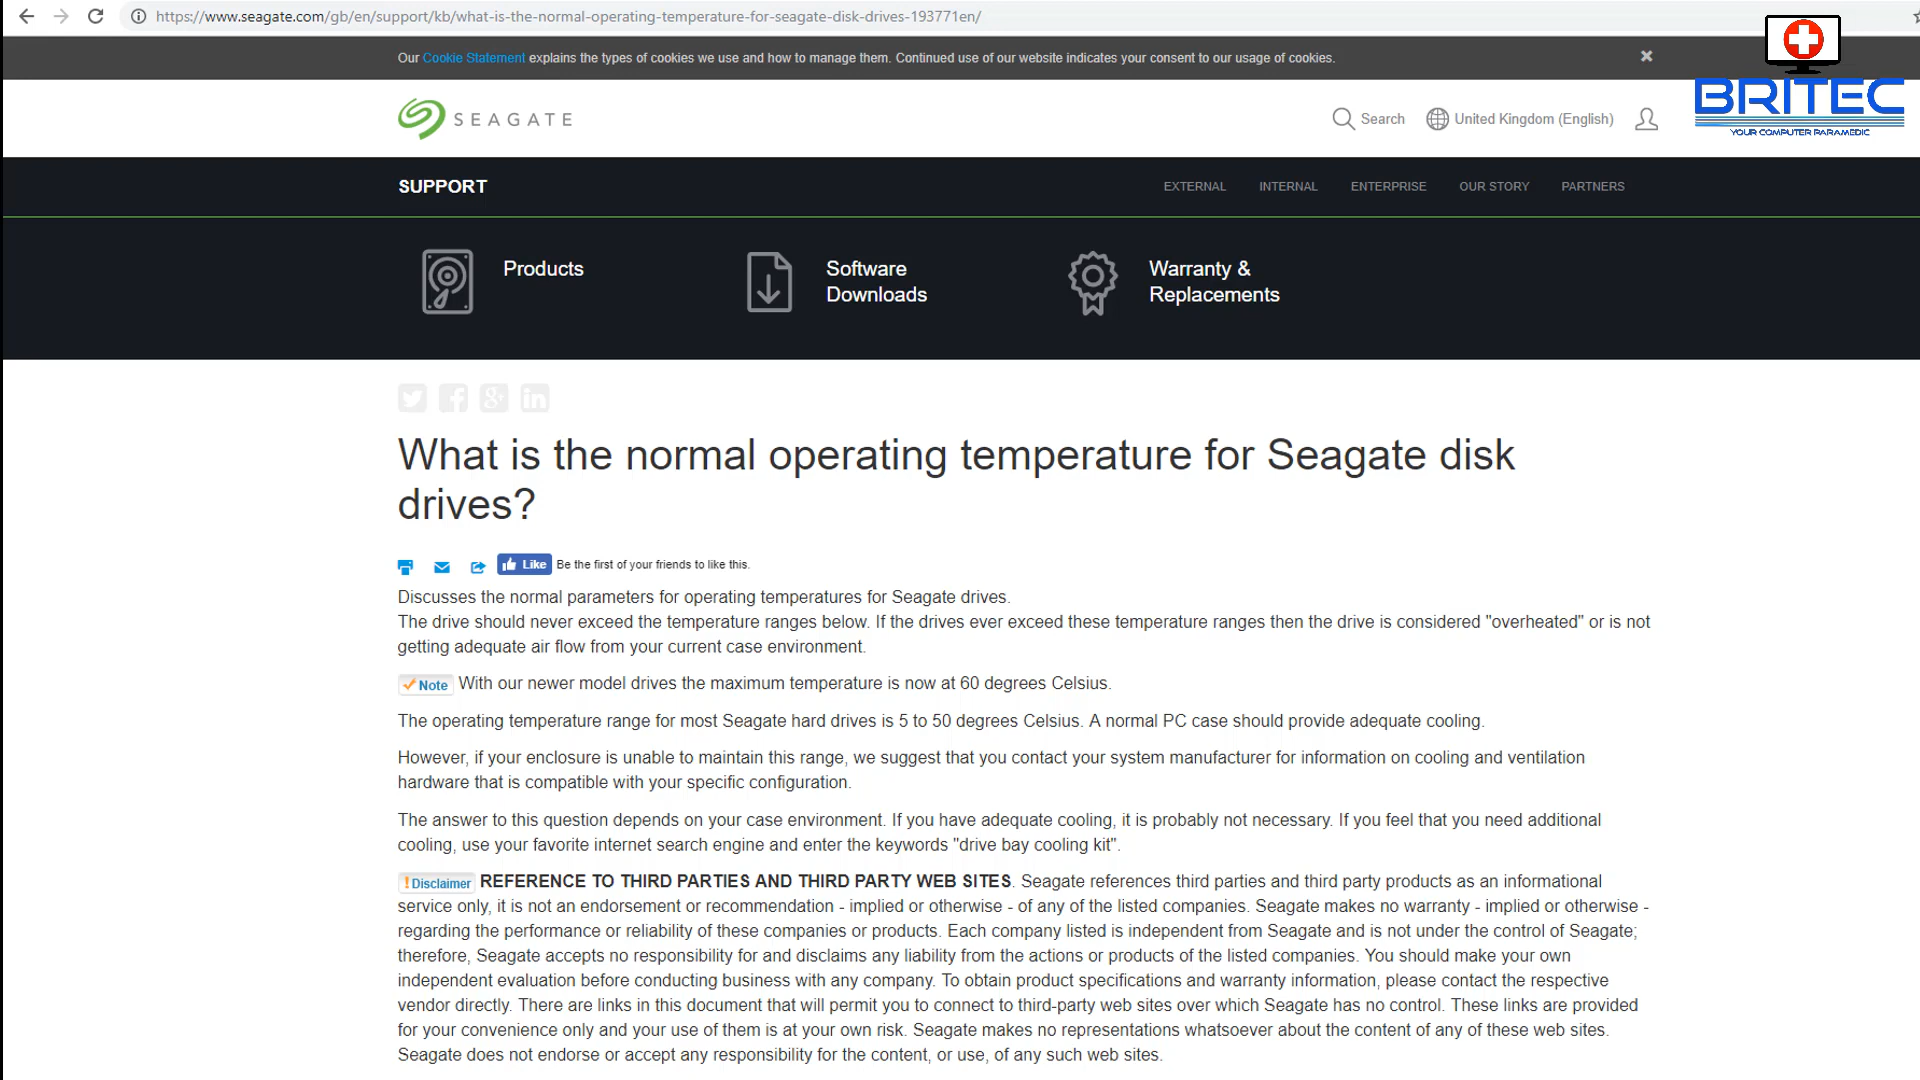 https://www.seagate.com/gb/en/support/kb/what-is-the-normal-operating-temperature-for-seagate-disk-drives-193771en/
Our Cookie Statement explains the types of cookies we use and how to manage them. Continued use of our website indicates your consent to our usage of cookies.
SEAGATE
Search
United Kingdom (English)
BRITEC
YOUR COMPUTER PARAMEDIC
SUPPORT
EXTERNAL
INTERNAL
ENTERPRISE
OUR STORY
PARTNERS
Products
Software
Downloads
Warranty &
Replacements
What is the normal operating temperature for Seagate disk
drives?
Like
Be the first of your friends to like this.
Discusses the normal parameters for operating temperatures for Seagate drives.
The drive should never exceed the temperature ranges below. If the drives ever exceed these temperature ranges then the drive is considered "overheated" or is not
getting adequate air flow from your current case environment.
Note With our newer model drives the maximum temperature is now at 60 degrees Celsius.
The operating temperature range for most Seagate hard drives is 5 to 50 degrees Celsius. A normal PC case should provide adequate cooling.
However, if your enclosure is unable to maintain this range, we suggest that you contact your system manufacturer for information on cooling and ventilation
hardware that is compatible with your specific configuration.
The answer to this question depends on your case environment. If you have adequate cooling, it is probably not necessary. If you feel that you need additional
cooling, use your favorite internet search engine and enter the keywords "drive bay cooling kit".
! Disclaimer REFERENCE TO THIRD PARTIES AND THIRD PARTY WEB SITES. Seagate references third parties and third party products as an informational
service only, it is not an endorsement or recommendation - implied or otherwise - of any of the listed companies. Seagate makes no warranty - implied or otherwise -
regarding the performance or reliability of these companies or products. Each company listed is independent from Seagate and is not under the control of Seagate;
therefore, Seagate accepts no responsibility for and disclaims any liability from the actions or products of the listed companies. You should make your own
independent evaluation before conducting business with any company. To obtain product specifications and warranty information, please contact the respective
vendor directly. There are links in this document that will permit you to connect to third-party web sites over which Seagate has no control. These links are provided
for your convenience only and your use of them is at your own risk. Seagate makes no representations whatsoever about the content of any of these web sites.
Seagate does not endorse or accept any responsibility for the content, or use, of any such web sites.